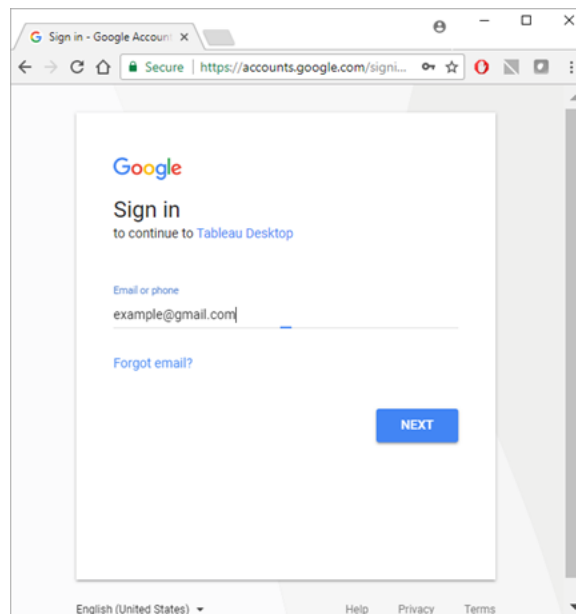 Sign in - Google Accoun
Secure | https://accounts.google.com/signi...
Google
Sign in
to continue to Tableau Desktop
Email or phone
example@gmail.com
Forgot email?
NEXT
English (United States) Help Privacy Terms